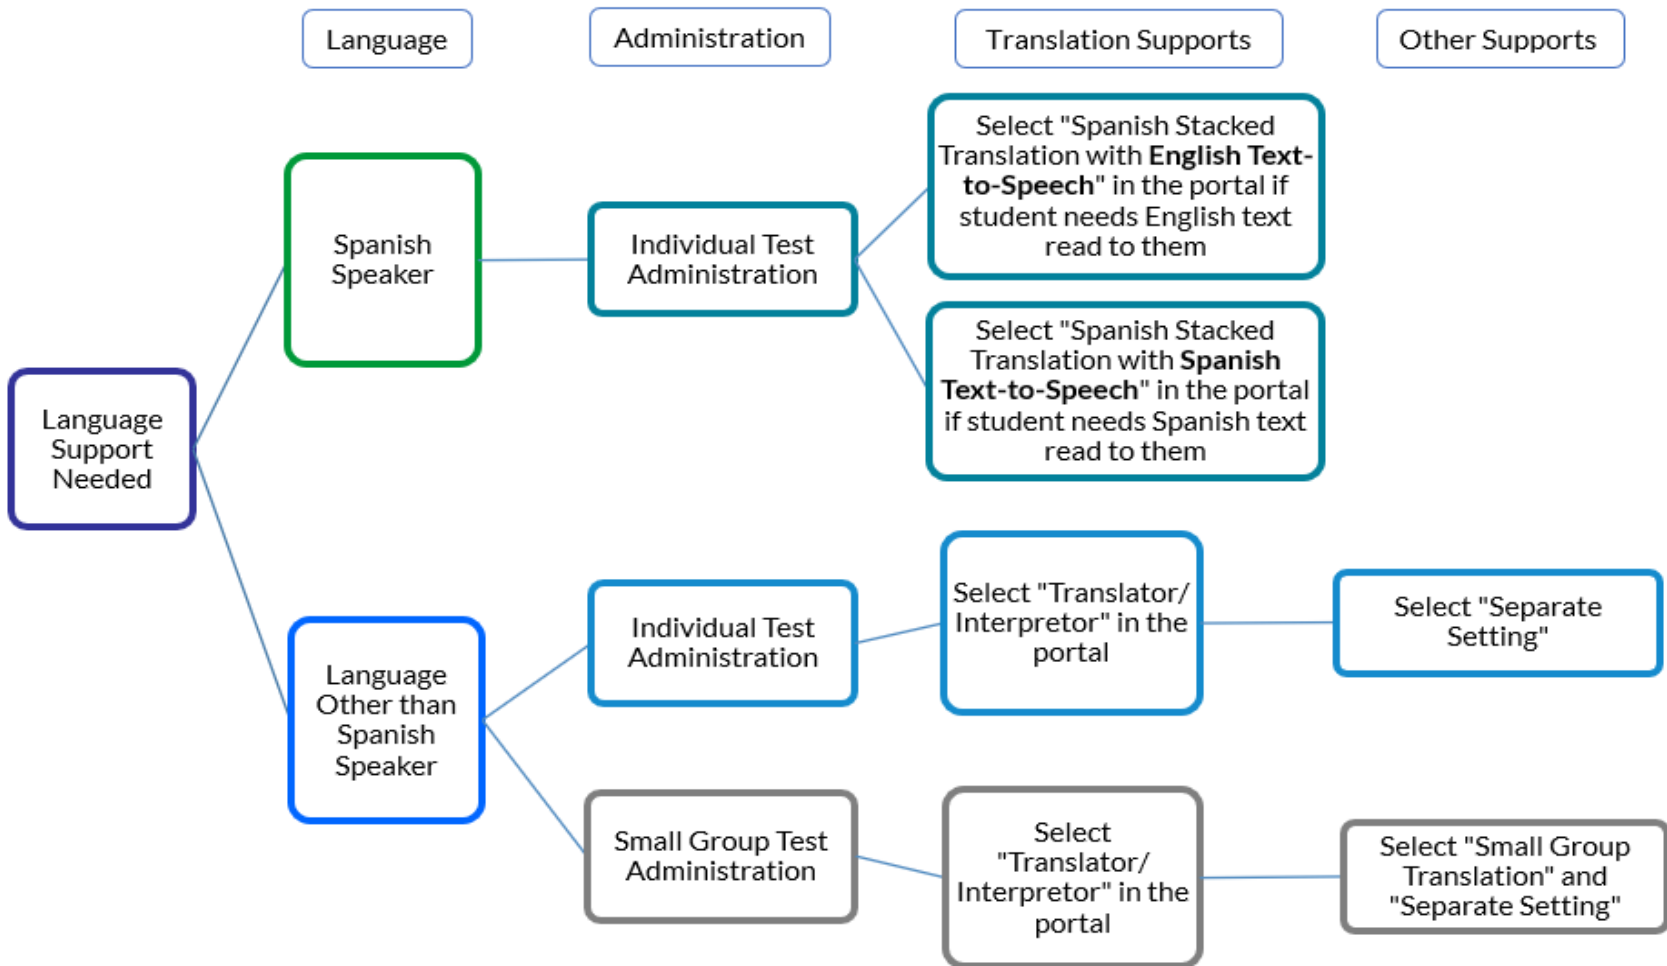 Language
Administration
Translation Supports
Other Supports
Language
Support
Needed
Spanish
Speaker
Individual Test
Administration
Select "Spanish Stacked
Translation with English Text-
to-Speech" in the portal if
student needs English text
read to them
Select "Spanish Stacked
Translation with Spanish
Text-to-Speech" in the portal
if student needs Spanish text
read to them
Language
Other than
Spanish
Speaker
Individual Test
Administration
Select "Translator/
Interpretor" in the
portal
Select "Separate
Setting"
Small Group Test
Administration
Select
"Translator/
Interpretor" in the
portal
Select "Small Group
Translation" and
"Separate Setting"